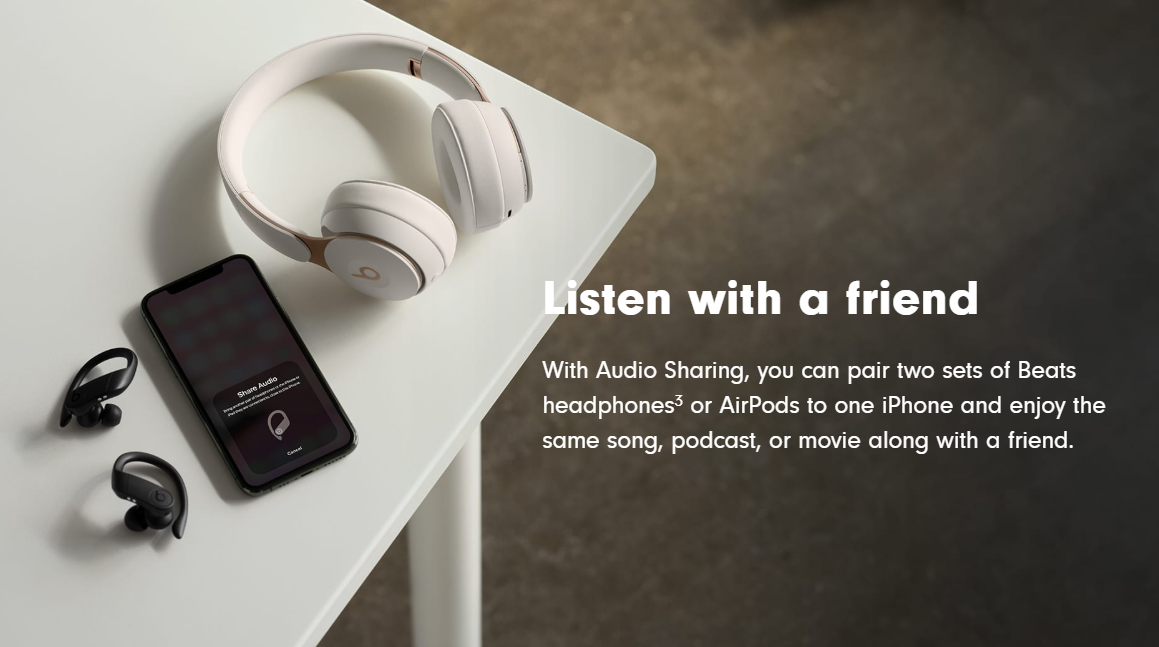 Listen with a friend
With Audio Sharing, you can pair two sets of Beats
headphones³ or AirPods to one iPhone and enjoy the
same song, podcast, or movie along with a friend.
Share Audio
Cancel